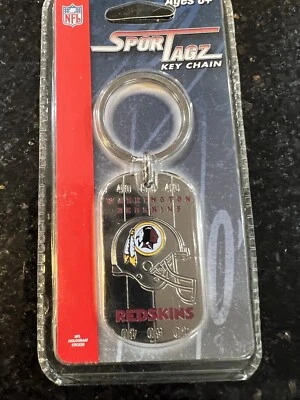 Ages 6+
NFL
SPORTAGZ
KEY CHAIN
WASHINGTON
REDSKINS
REDSKINS